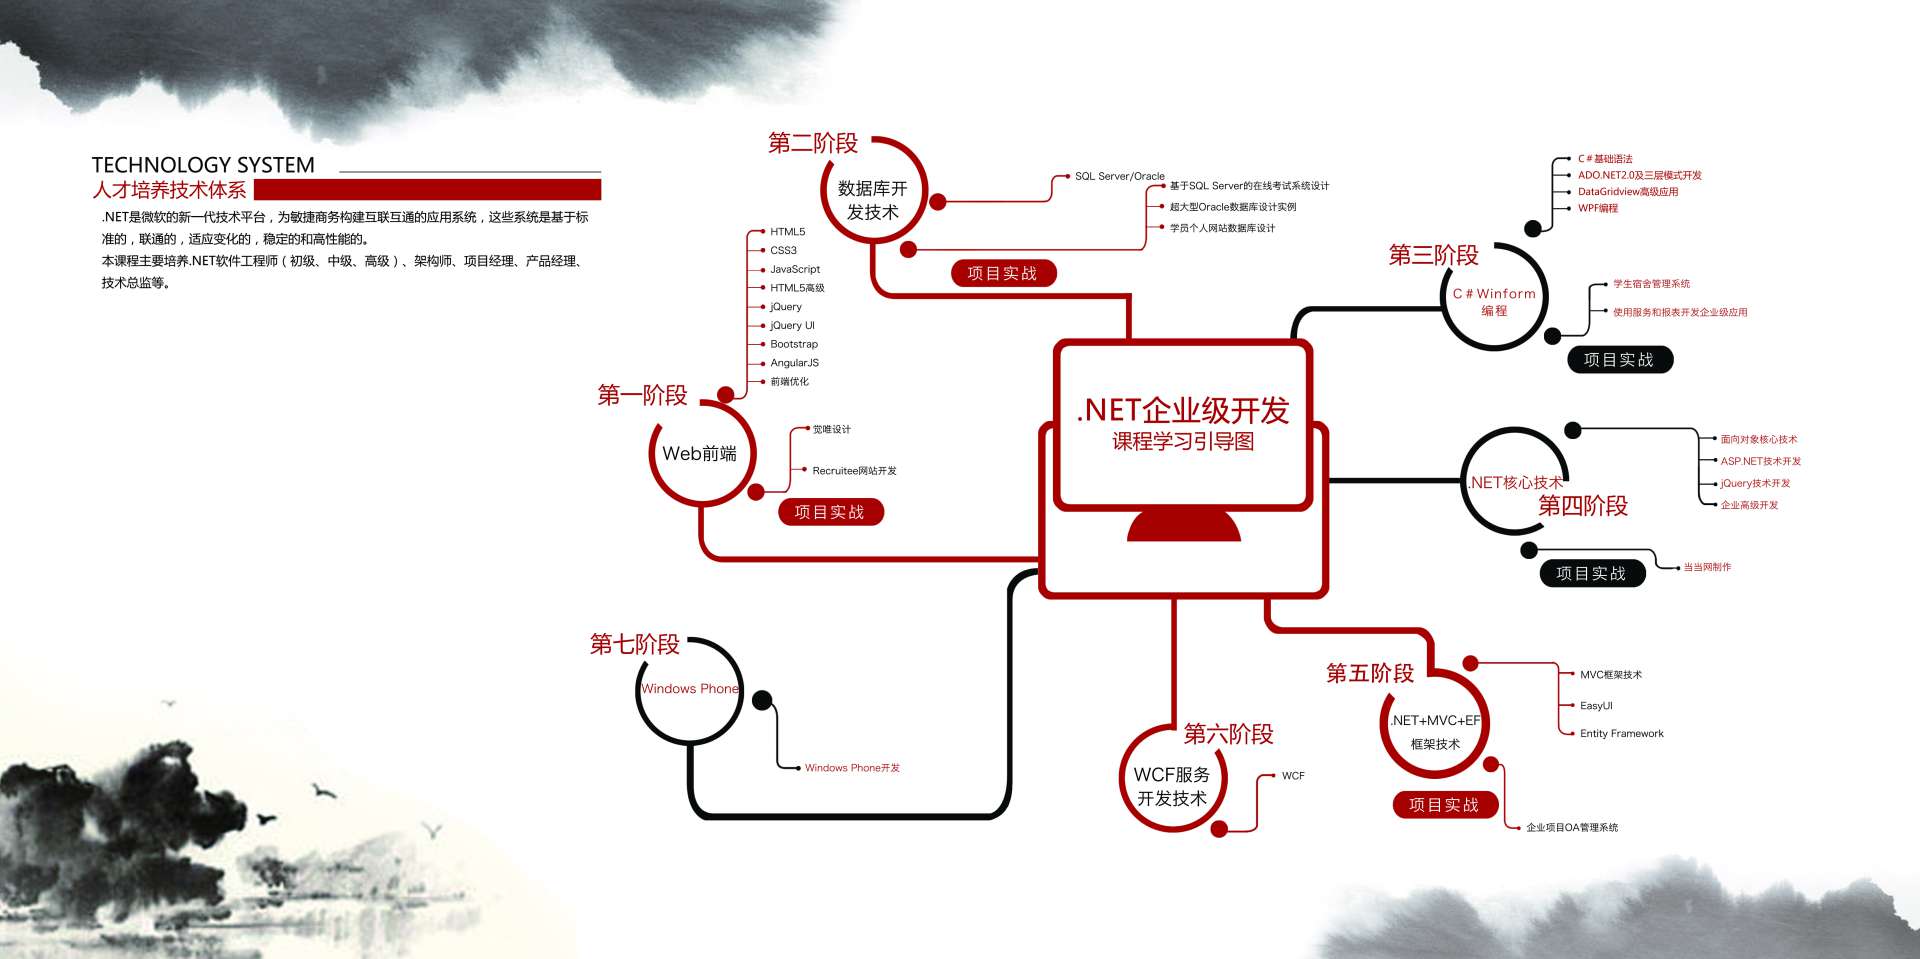 TECHNOLOGY SYSTEM
人才培养技术体系
.NET是微软的新一代技术平台，为敏捷商务构建互联互通的应用系统，这些系统是基于标
准的，联通的，适应变化的，稳定的和高性能的。
本课程主要培养.NET软件工程师（初级、中级、高级）、架构师、项目经理、产品经理、
技术总监等。
.NET企业级开发
课程学习引导图
第一阶段
Web前端
HTML5
CSS3
JavaScript
HTML5高级
jQuery
jQuery UI
Bootstrap
AngularJS
前端优化
觉唯设计
Recruitee网站开发
项目实战
第二阶段
数据库开
发技术
SQL Server/Oracle
基于SQL Server的在线考试系统设计
超大型Oracle数据库设计实例
学员个人网站数据库设计
项目实战
第三阶段
C＃Winform
编程
C＃基础语法
ADO.NET2.0及三层模式开发
DataGridview高级应用
WPF编程
学生宿舍管理系统
使用服务和报表开发企业级应用
项目实战
.NET核心技术
第四阶段
面向对象核心技术
ASP.NET技术开发
jQuery技术开发
企业高级开发
当当网制作
项目实战
第五阶段
.NET+MVC+EF
框架技术
MVC框架技术
EasyUI
Entity Framework
项目实战
企业项目OA管理系统
第六阶段
WCF服务
开发技术
WCF
第七阶段
Windows Phone
Windows Phone开发